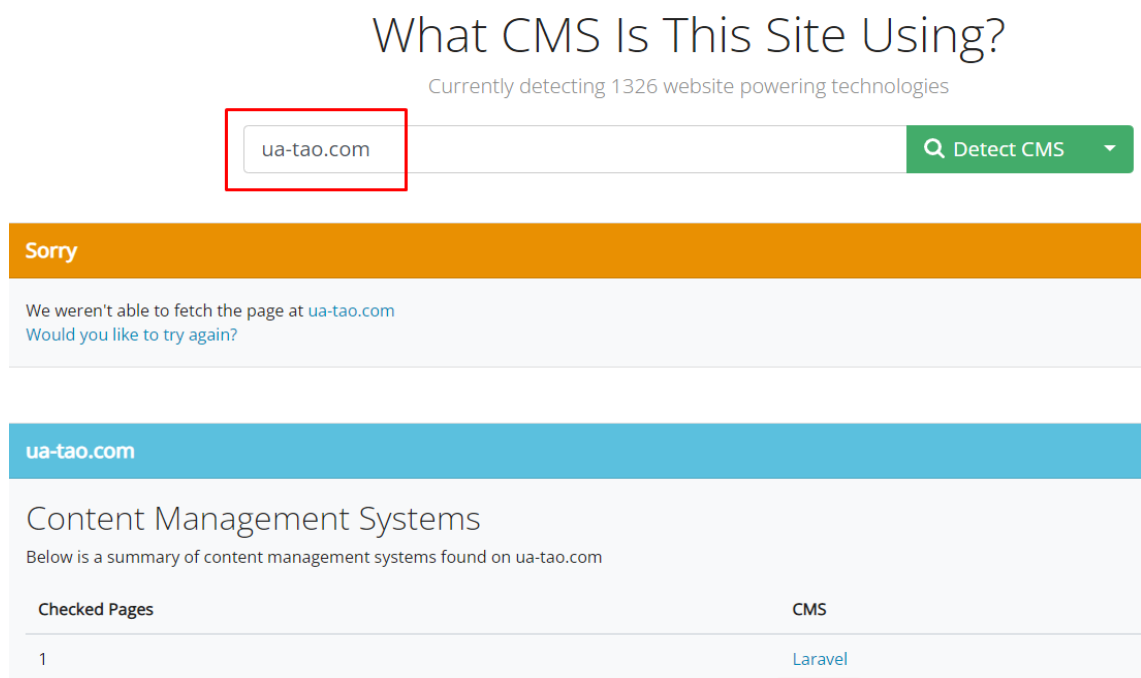 What CMS Is This Site Using?
Currently detecting 1326 website powering technologies
ua-tao.com
Detect CMS
Sorry
We weren't able to fetch the page at ua-tao.com
Would you like to try again?
ua-tao.com
Content Management Systems
Below is a summary of content management systems found on ua-tao.com
Checked Pages CMS
1 Laravel